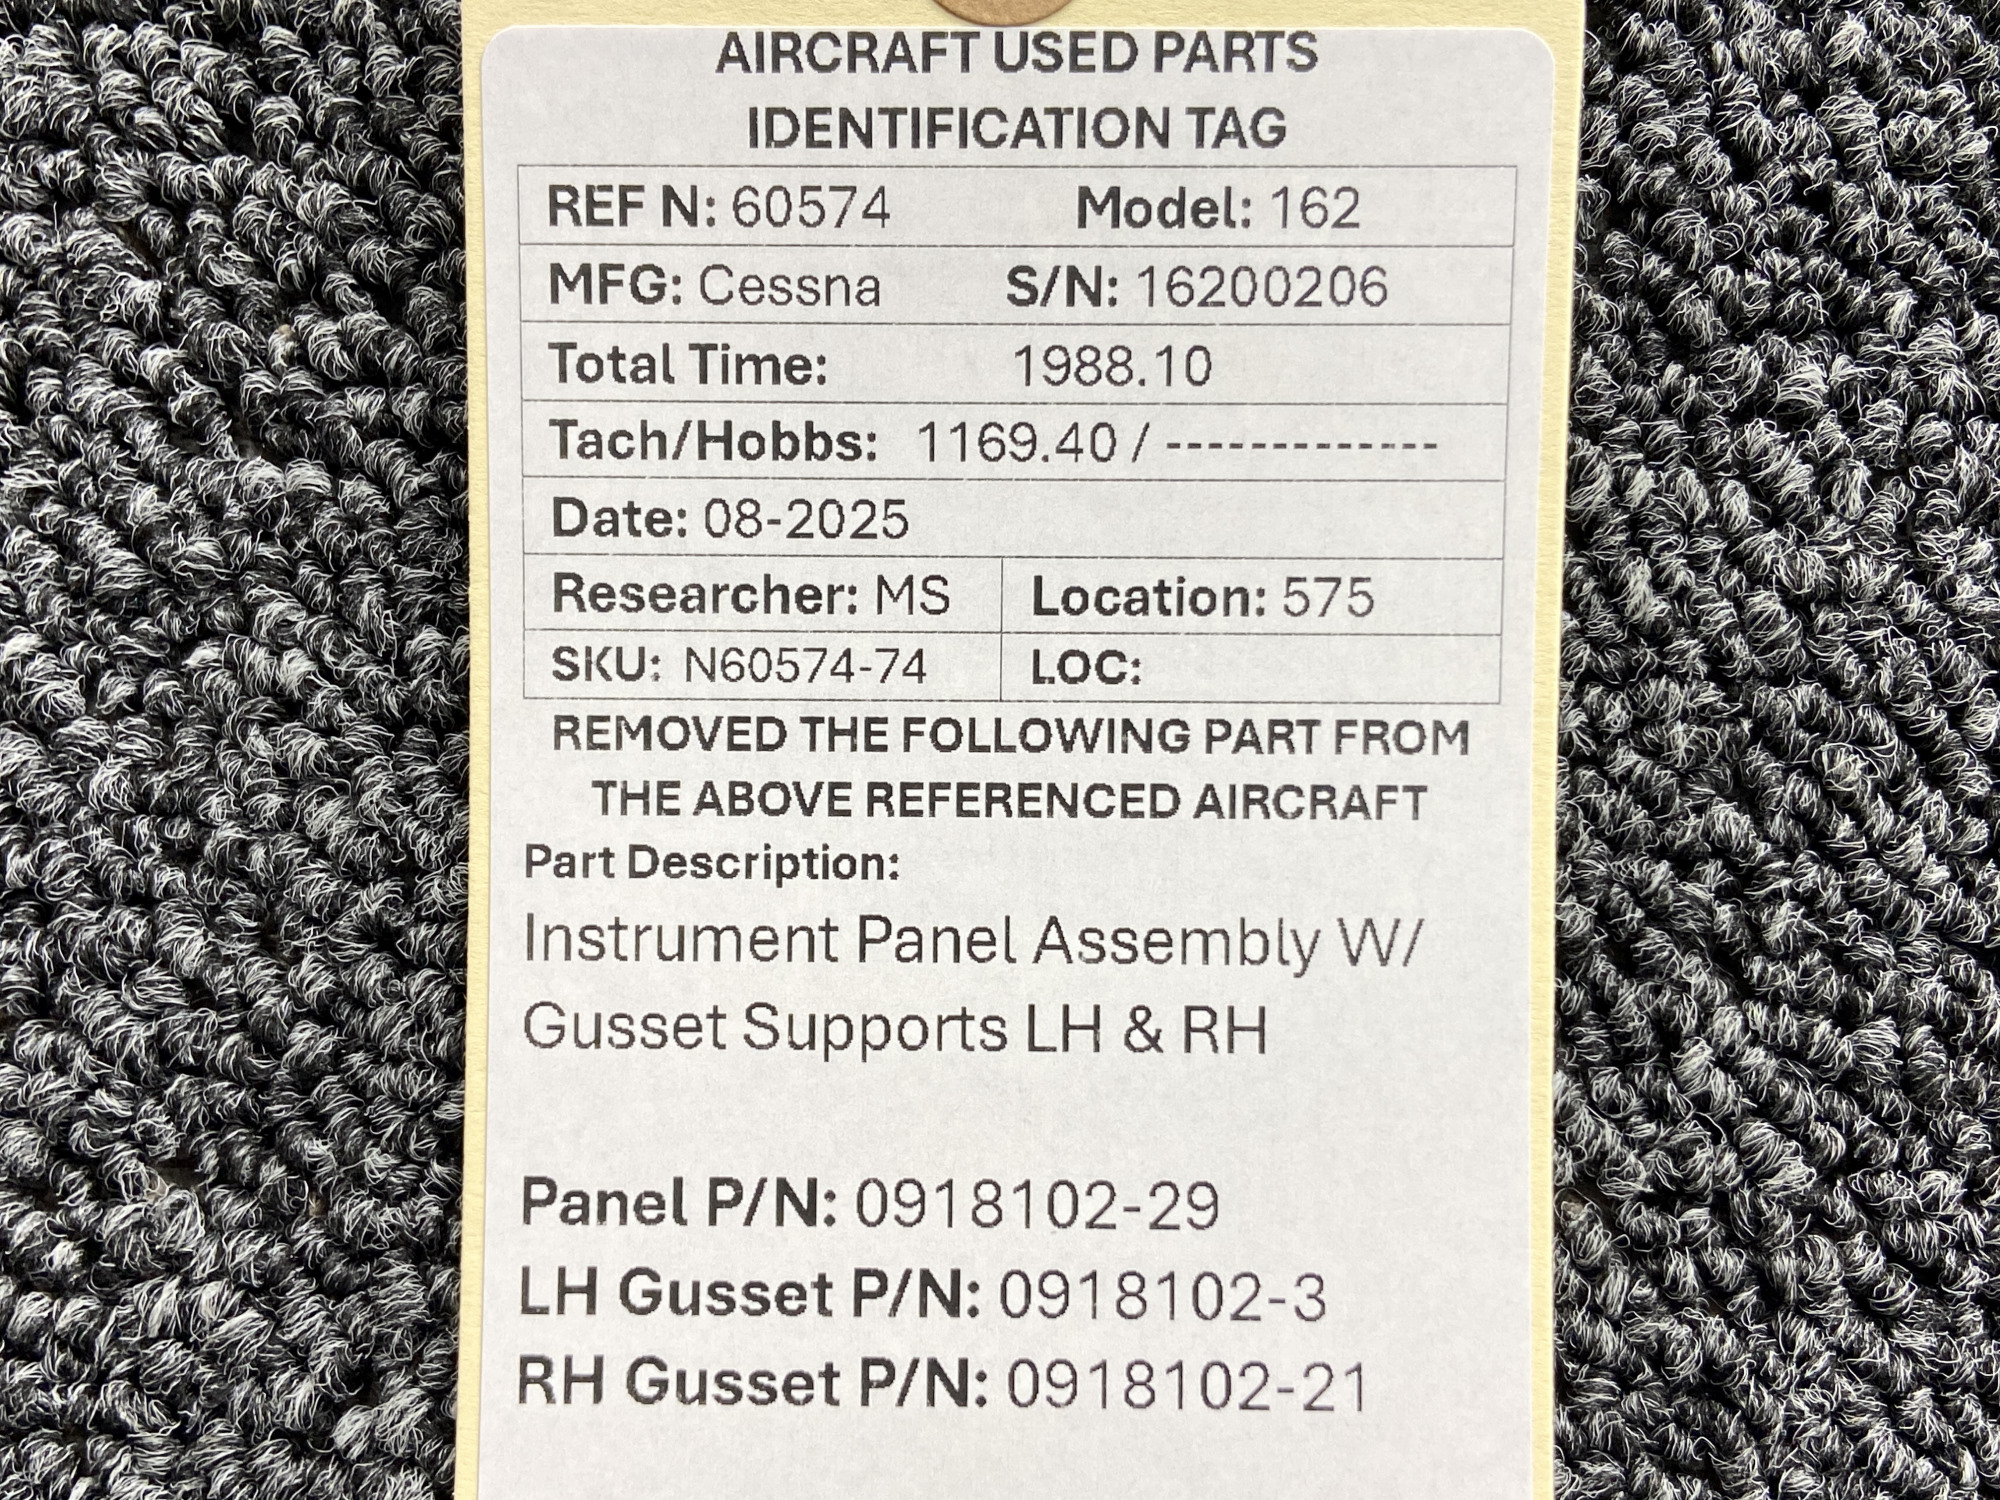 AIRCRAFT USED PARTS
IDENTIFICATION TAG
REF N: 60574 Model: 162
MFG: Cessna S/N: 16200206
Total Time: 1988.10
Tach/Hobbs: 1169.40 / -------------
Date: 08-2025
Researcher: MS Location: 575
SKU: N60574-74 LOC:
REMOVED THE FOLLOWING PART FROM
THE ABOVE REFERENCED AIRCRAFT
Part Description:
Instrument Panel Assembly W/
Gusset Supports LH & RH
Panel P/N: 0918102-29
LH Gusset P/N: 0918102-3
RH Gusset P/N: 0918102-21